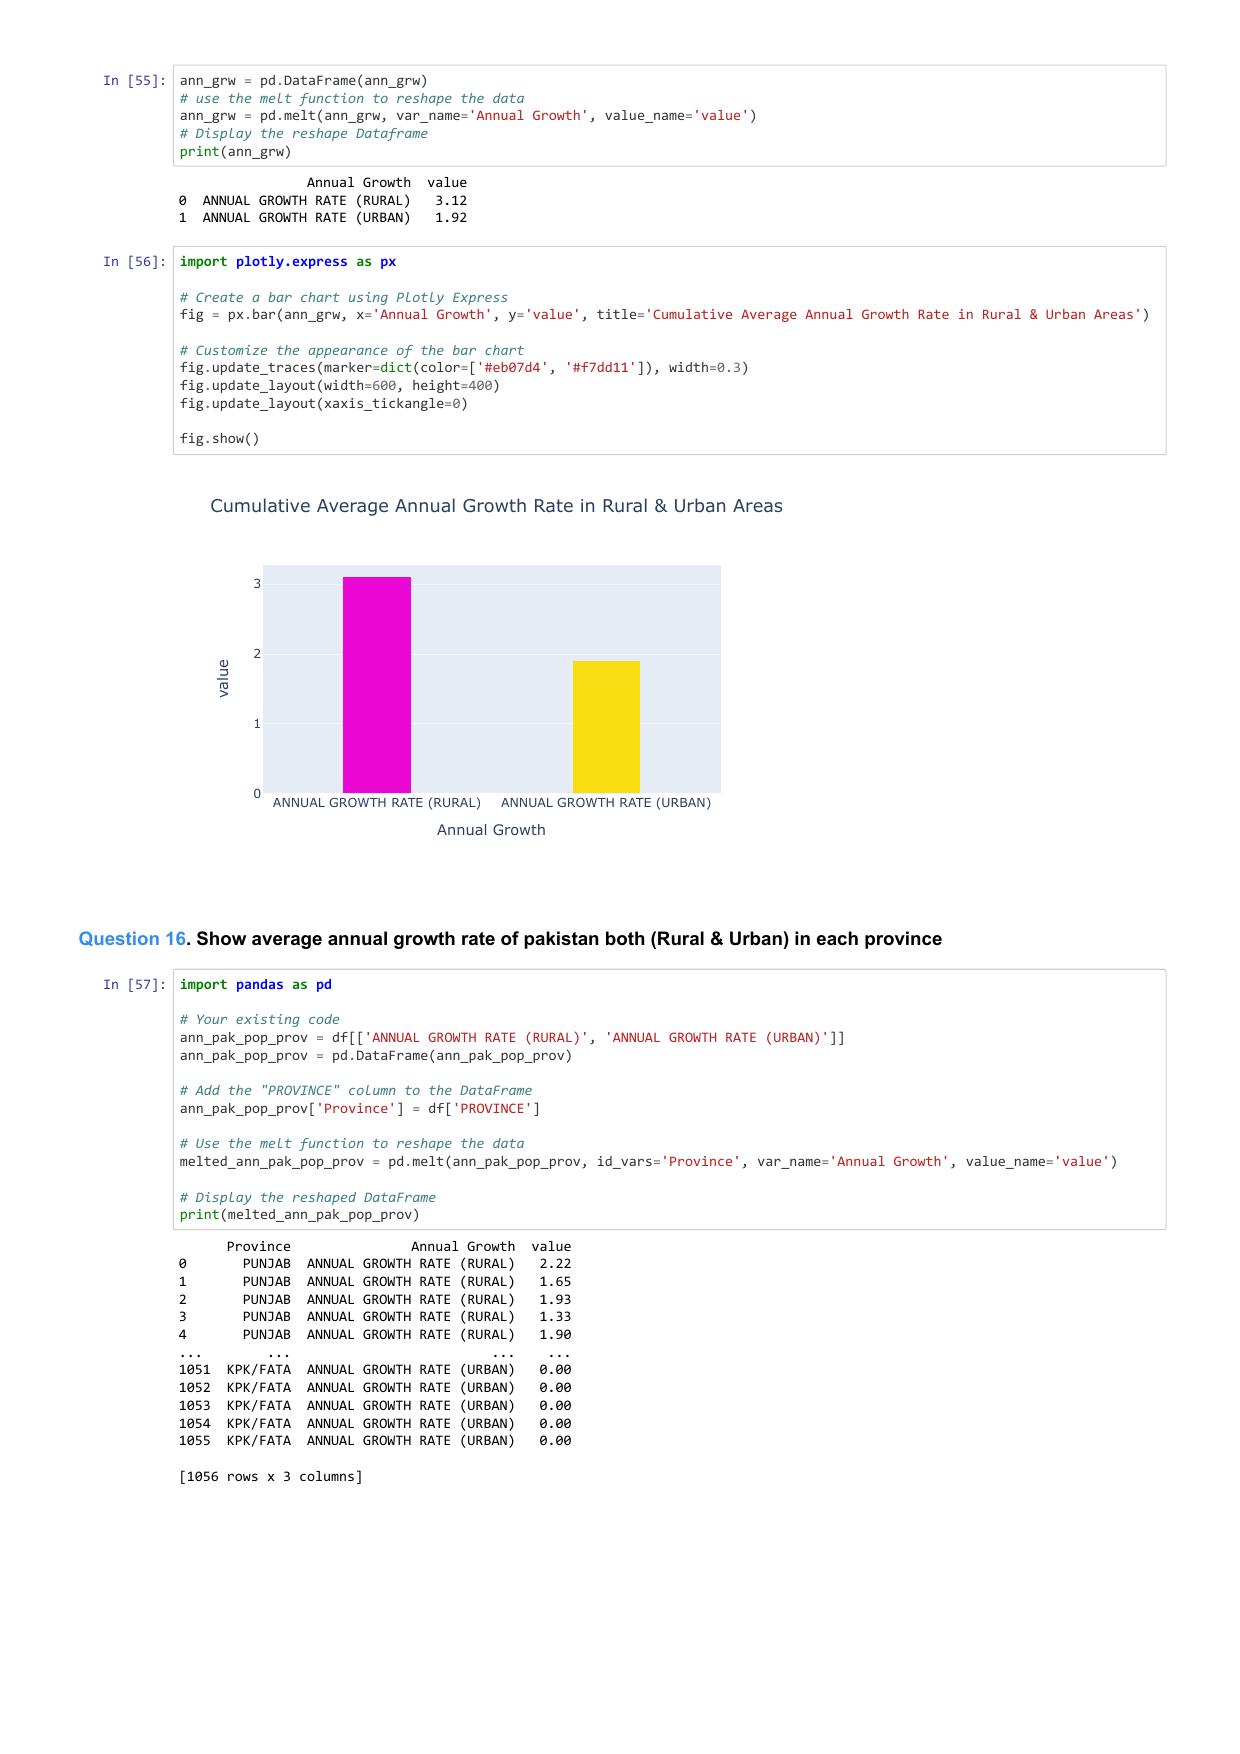 In [55]: ann_grw = pd.DataFrame(ann_grw)
# use the melt function to reshape the data
ann_grw = pd.melt(ann_grw, var_name='Annual Growth', value_name='value')
# Display the reshape Dataframe
print(ann_grw)
Annual Growth value
0 ANNUAL GROWTH RATE (RURAL) 3.12
1 ANNUAL GROWTH RATE (URBAN) 1.92
In [56]: import plotly.express as px
# Create a bar chart using Plotly Express
fig = px.bar(ann_grw, x='Annual Growth', y='value', title='Cumulative Average Annual Growth Rate in Rural & Urban Areas')
# Customize the appearance of the bar chart
fig.update_traces(marker=dict(color=['#eb07d4', '#f7dd11']), width=0.3)
fig.update_layout(width=600, height=400)
fig.update_layout(xaxis_tickangle=0)
fig.show()
Cumulative Average Annual Growth Rate in Rural & Urban Areas
3
2
value
1
0
ANNUAL GROWTH RATE (RURAL) ANNUAL GROWTH RATE (URBAN)
Annual Growth
Question 16. Show average annual growth rate of pakistan both (Rural & Urban) in each province
In [57]: import pandas as pd
# Your existing code
ann_pak_pop_prov = df[['ANNUAL GROWTH RATE (RURAL)', 'ANNUAL GROWTH RATE (URBAN)']]
ann_pak_pop_prov = pd.DataFrame(ann_pak_pop_prov)
# Add the "PROVINCE" column to the DataFrame
ann_pak_pop_prov['Province'] = df['PROVINCE']
# Use the melt function to reshape the data
melted_ann_pak_pop_prov = pd.melt(ann_pak_pop_prov, id_vars='Province', var_name='Annual Growth', value_name='value')
# Display the reshaped DataFrame
print(melted_ann_pak_pop_prov)
Province Annual Growth value
0 PUNJAB ANNUAL GROWTH RATE (RURAL) 2.22
1 PUNJAB ANNUAL GROWTH RATE (RURAL) 1.65
2 PUNJAB ANNUAL GROWTH RATE (RURAL) 1.93
3 PUNJAB ANNUAL GROWTH RATE (RURAL) 1.33
4 PUNJAB ANNUAL GROWTH RATE (RURAL) 1.90
... ... ... ...
1051 KPK/FATA ANNUAL GROWTH RATE (URBAN) 0.00
1052 KPK/FATA ANNUAL GROWTH RATE (URBAN) 0.00
1053 KPK/FATA ANNUAL GROWTH RATE (URBAN) 0.00
1054 KPK/FATA ANNUAL GROWTH RATE (URBAN) 0.00
1055 KPK/FATA ANNUAL GROWTH RATE (URBAN) 0.00
[1056 rows x 3 columns]